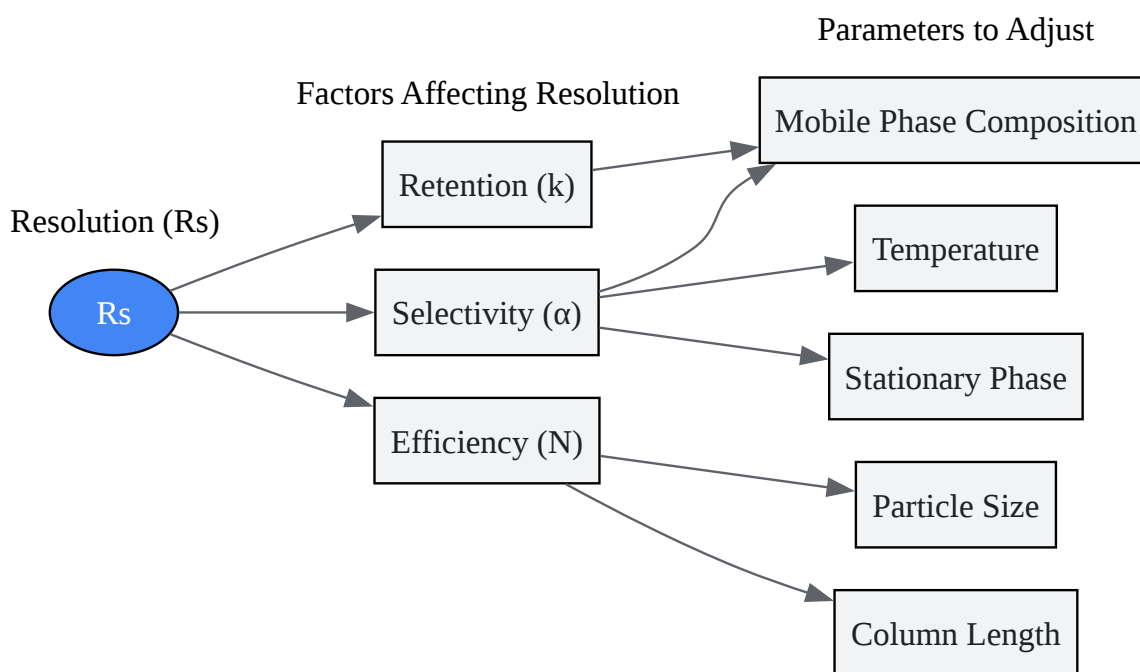 Resolution (Rs)
Rs
Factors Affecting Resolution
Retention (k)
Selectivity (α)
Efficiency (N)
Parameters to Adjust
Mobile Phase Composition
Temperature
Stationary Phase
Particle Size
Column Length